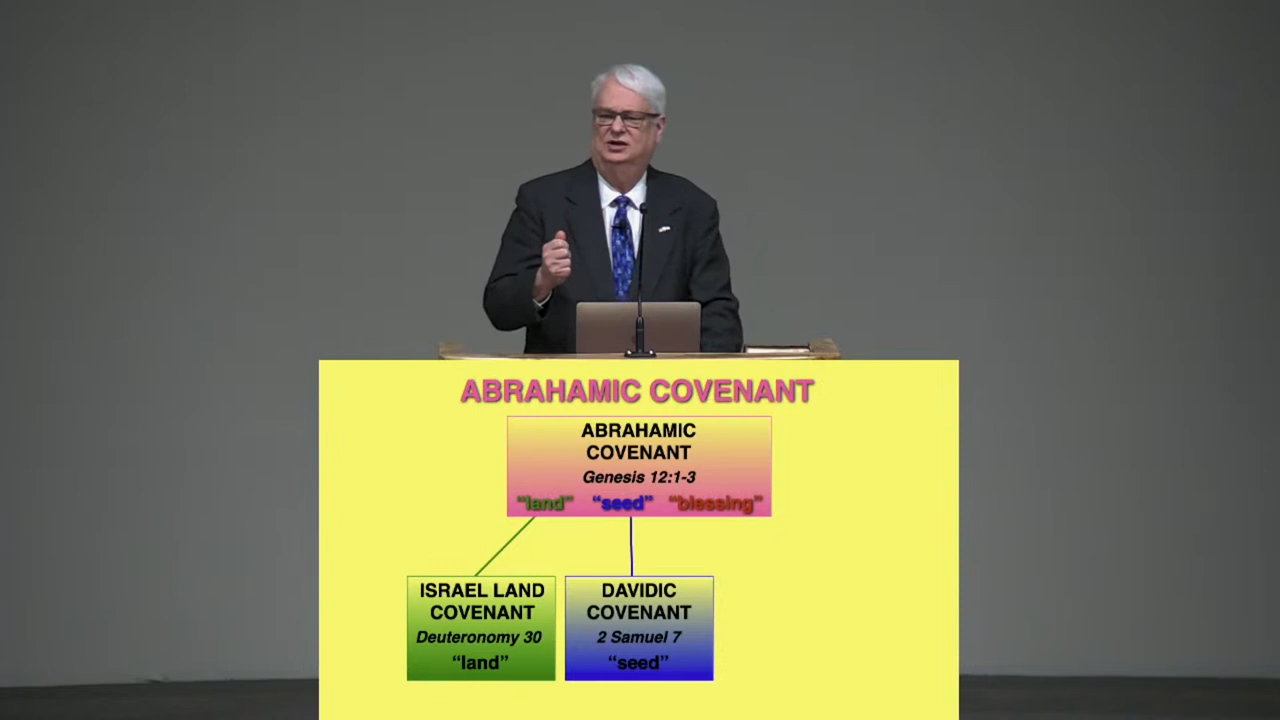 ABRAHAMIC COVENANT
ABRAHAMIC
COVENANT
Genesis 12:1-3
“land” “seed” “blessing”
ISRAEL LAND
COVENANT
Deuteronomy 30
“land”
DAVIDIC
COVENANT
2 Samuel 7
“seed”